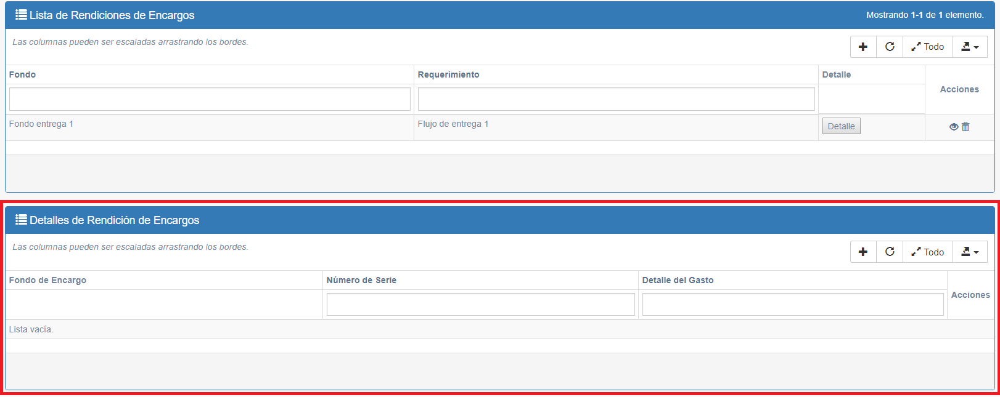 Lista de Rendiciones de Encargos
Mostrando 1-1 de 1 elemento.
Las columnas pueden ser escaladas arrastrando los bordes.
Todo
Fondo Requerimiento Detalle Acciones
Fondo entrega 1 Flujo de entrega 1 Detalle
Detalles de Rendición de Encargos
Las columnas pueden ser escaladas arrastrando los bordes.
Todo
Fondo de Encargo Número de Serie Detalle del Gasto Acciones
Lista vacía.